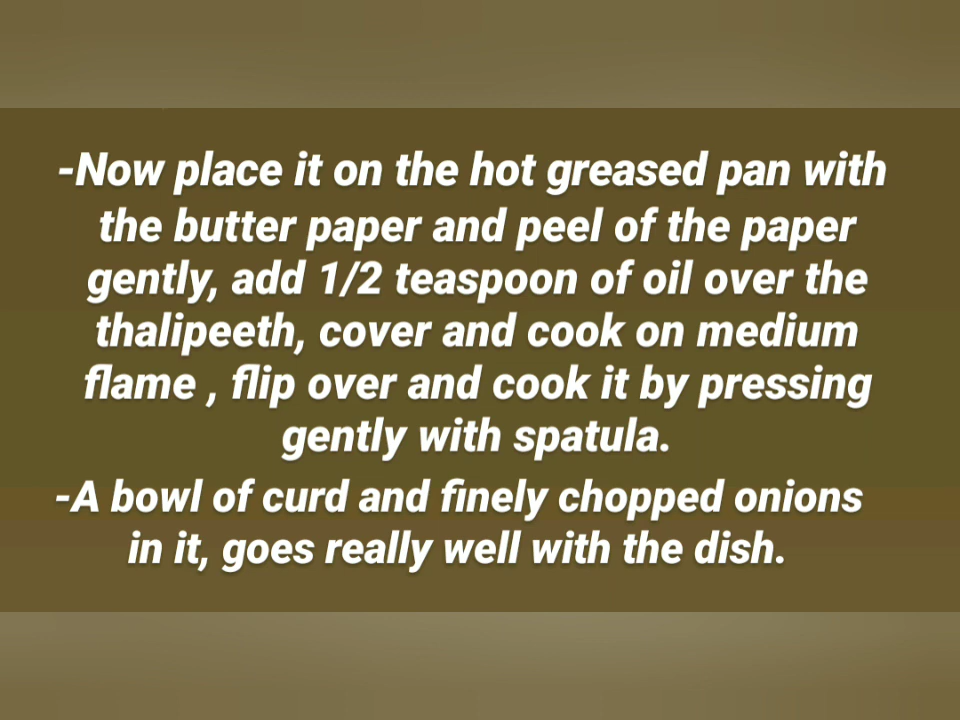 -Now place it on the hot greased pan with
the butter paper and peel of the paper
gently, add 1/2 teaspoon of oil over the
thalipeeth, cover and cook on medium
flame , flip over and cook it by pressing
gently with spatula.
-A bowl of curd and finely chopped onions
in it, goes really well with the dish.